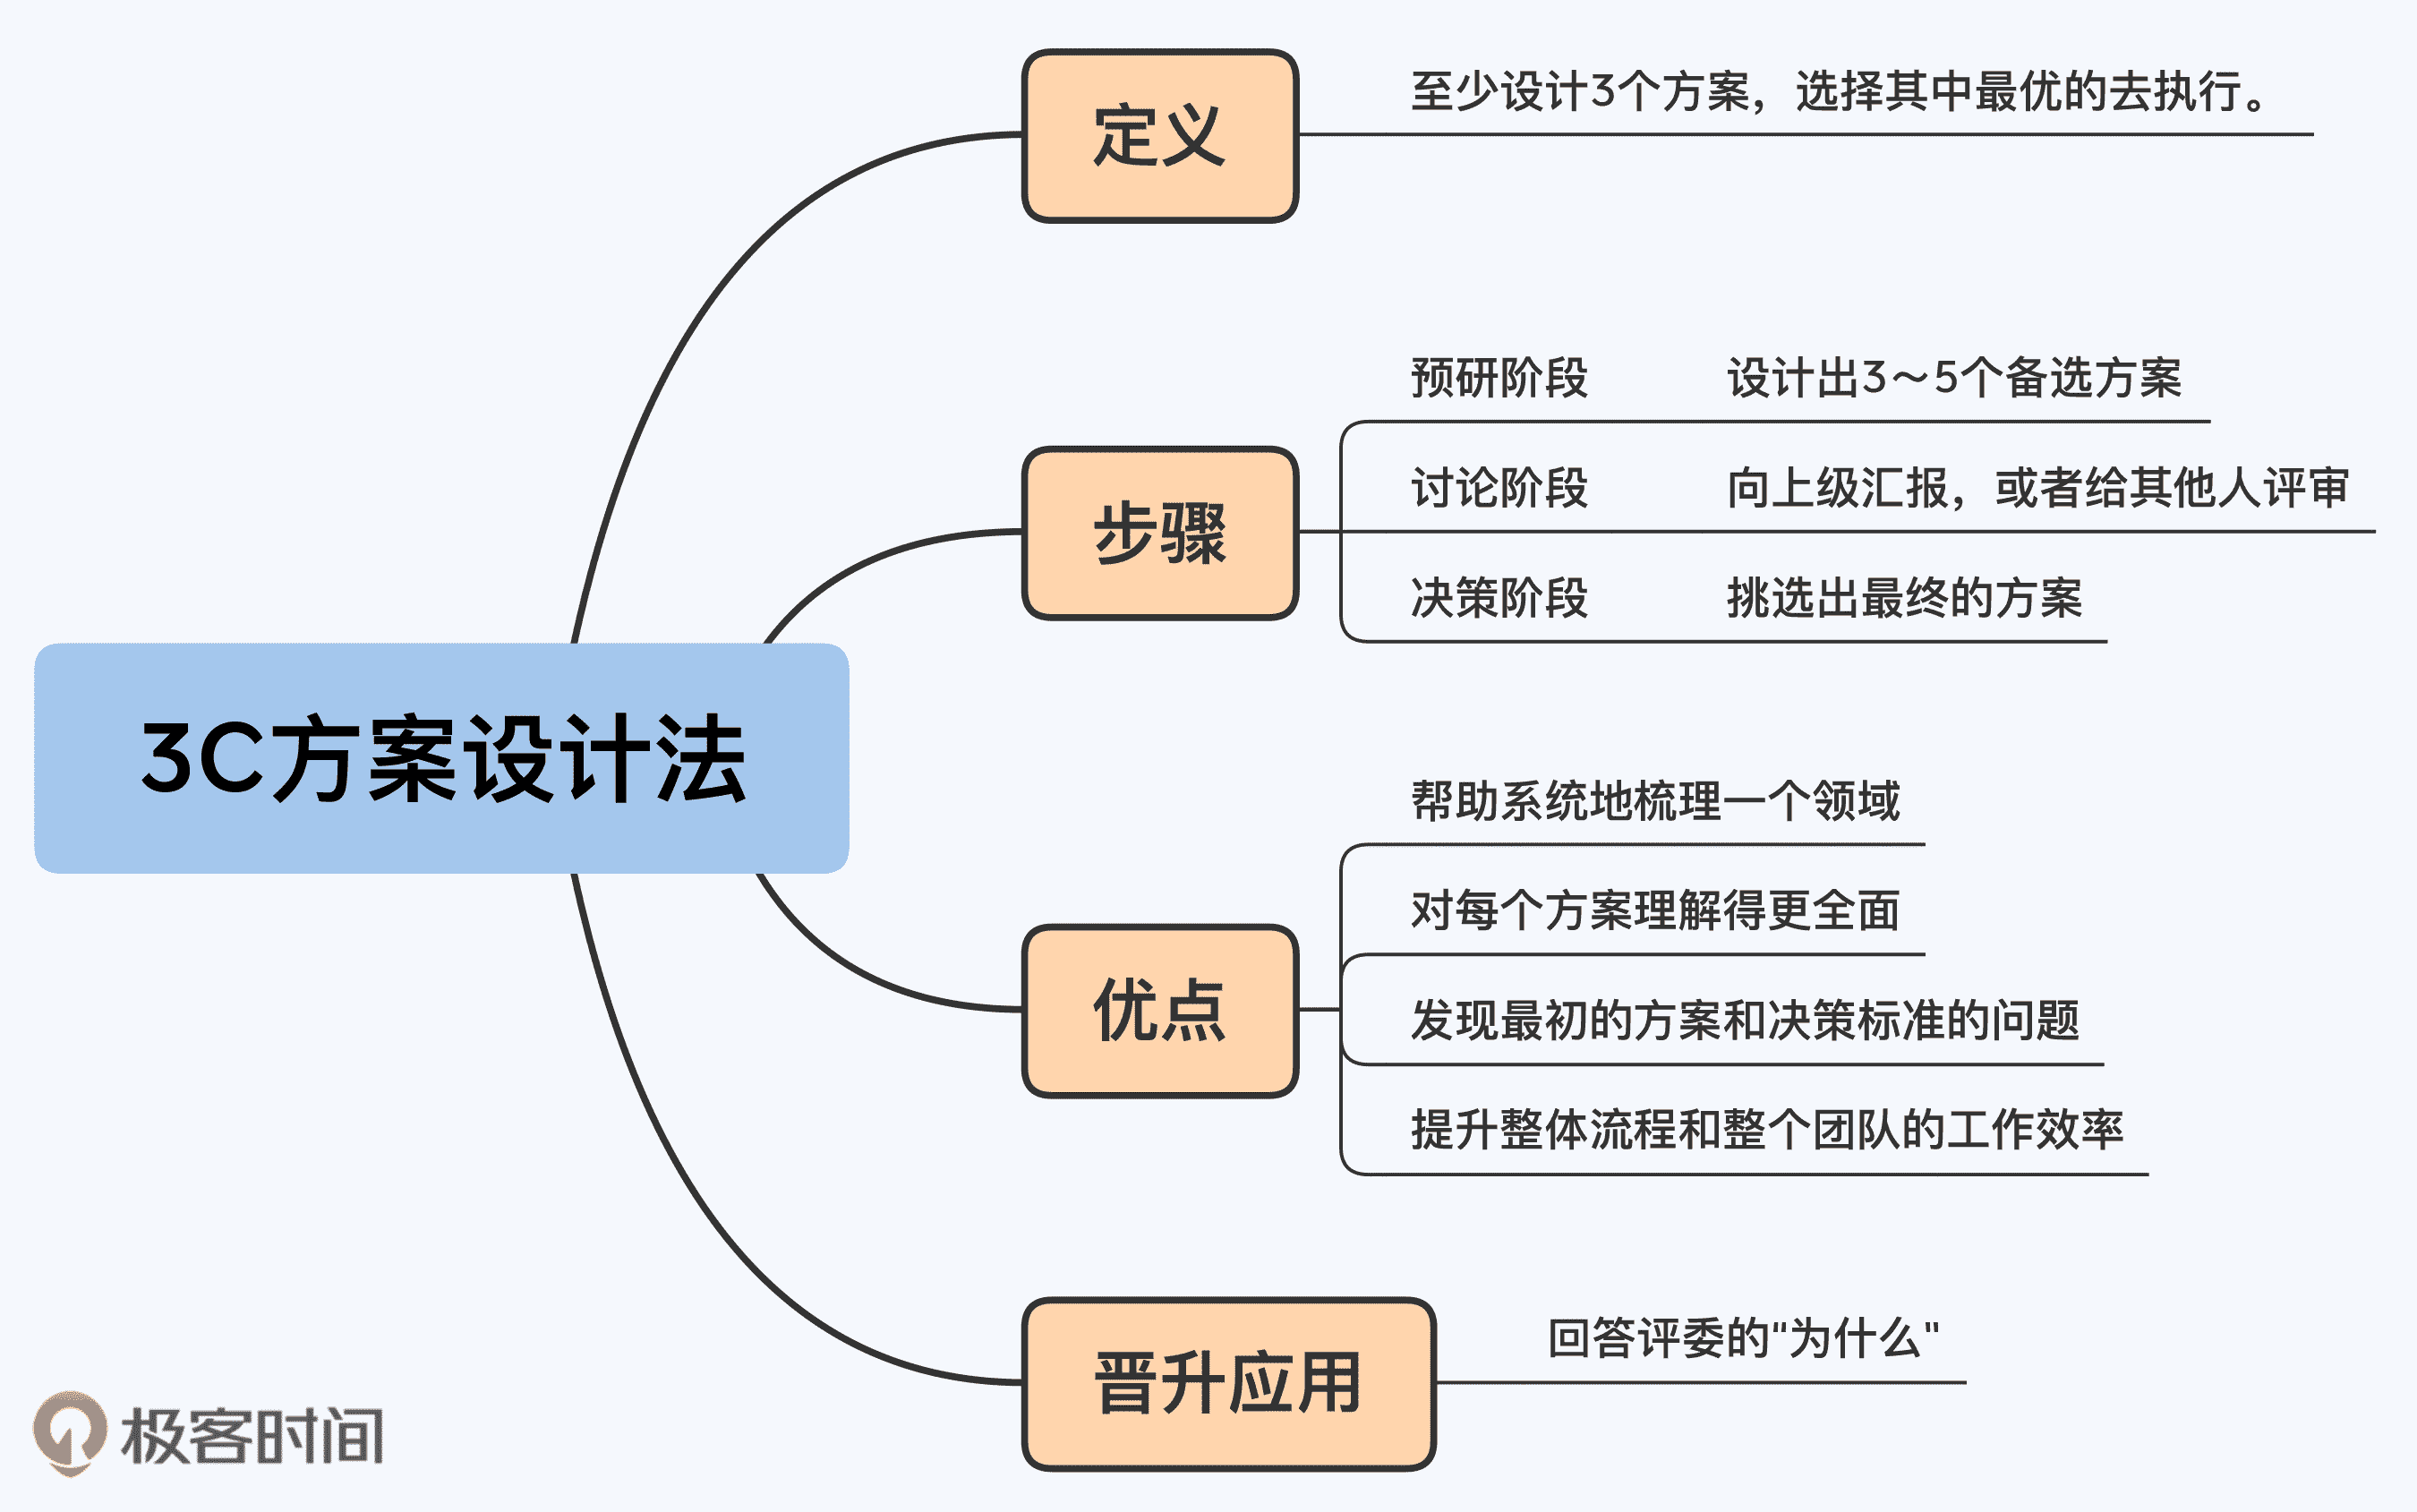 定义
至少设计3个方案，选择其中最优的去执行。
步骤
预研阶段 设计出3～5个备选方案
讨论阶段 向上级汇报，或者给其他人评审
决策阶段 挑选出最终的方案
3C方案设计法
优点
帮助系统地梳理一个领域
对每个方案理解得更全面
发现最初的方案和决策标准的问题
提升整体流程和整个团队的工作效率
晋升应用
回答评委的"为什么"
极客时间